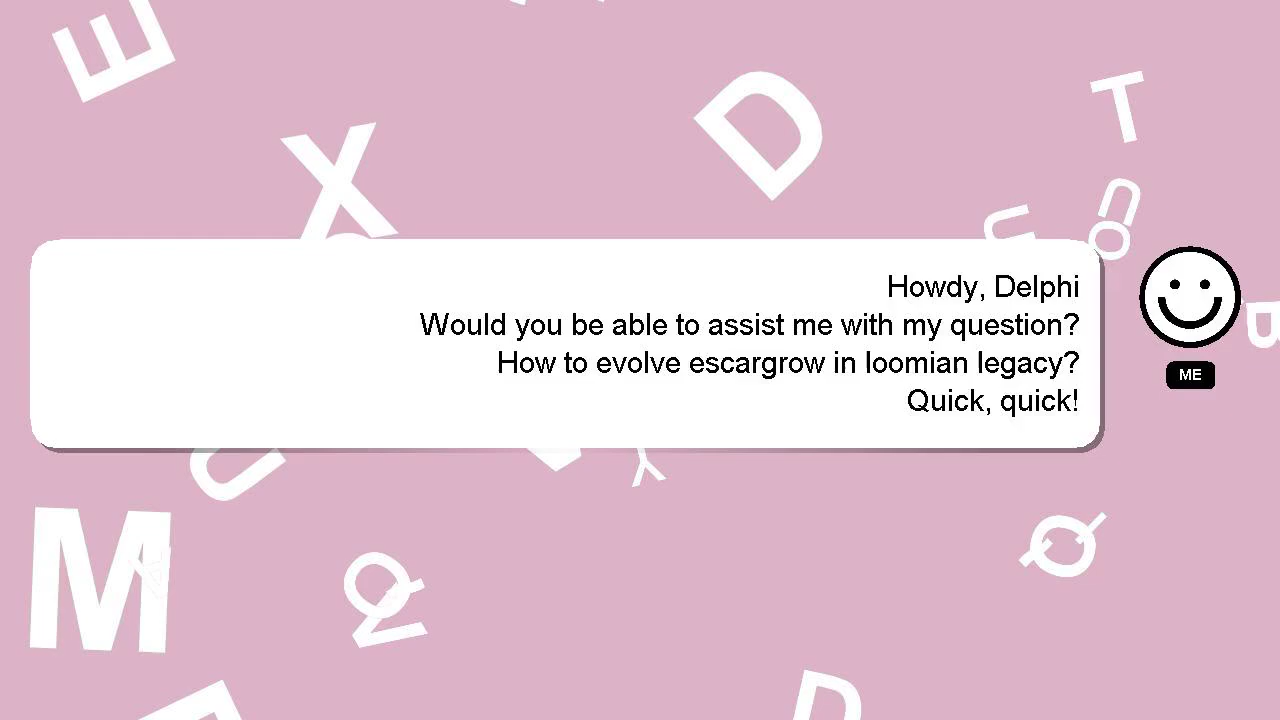 Howdy, Delphi
Would you be able to assist me with my question?
How to evolve escargrow in loomian legacy?
Quick, quick!
ME
E
X
D
T
U
U
O
B
U
Y
M
A
Q
Z
Q
D